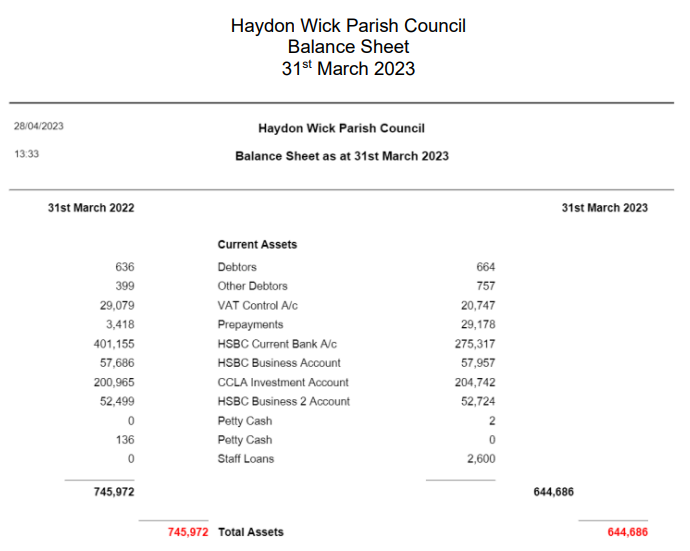 Haydon Wick Parish Council
Balance Sheet
31st March 2023
28/04/2023 Haydon Wick Parish Council
13:33 Balance Sheet as at 31st March 2023
31st March 2022 31st March 2023
Current Assets
636 Debtors 664
399 Other Debtors 757
29,079 VAT Control A/c 20,747
3,418 Prepayments 29,178
401,155 HSBC Current Bank A/c 275,317
57,686 HSBC Business Account 57,957
200,965 CCLA Investment Account 204,742
52,499 HSBC Business 2 Account 52,724
0 Petty Cash 2
136 Petty Cash 0
0 Staff Loans 2,600
745,972 644,686
745,972 Total Assets 644,686